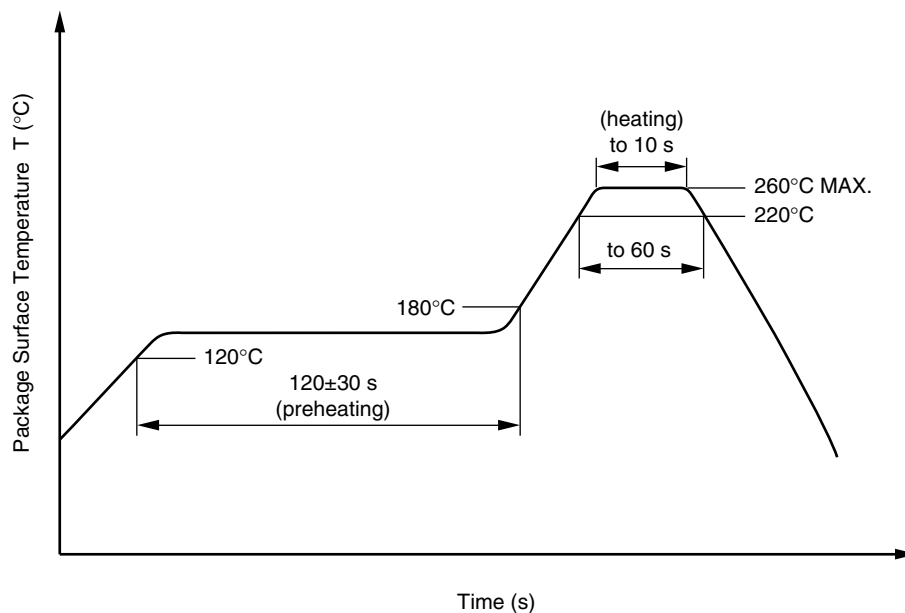 Package Surface Temperature T (°C)
(heating)
to 10 s
260°C MAX.
220°C
to 60 s
180°C
120°C
120±30 s
(preheating)
Time (s)